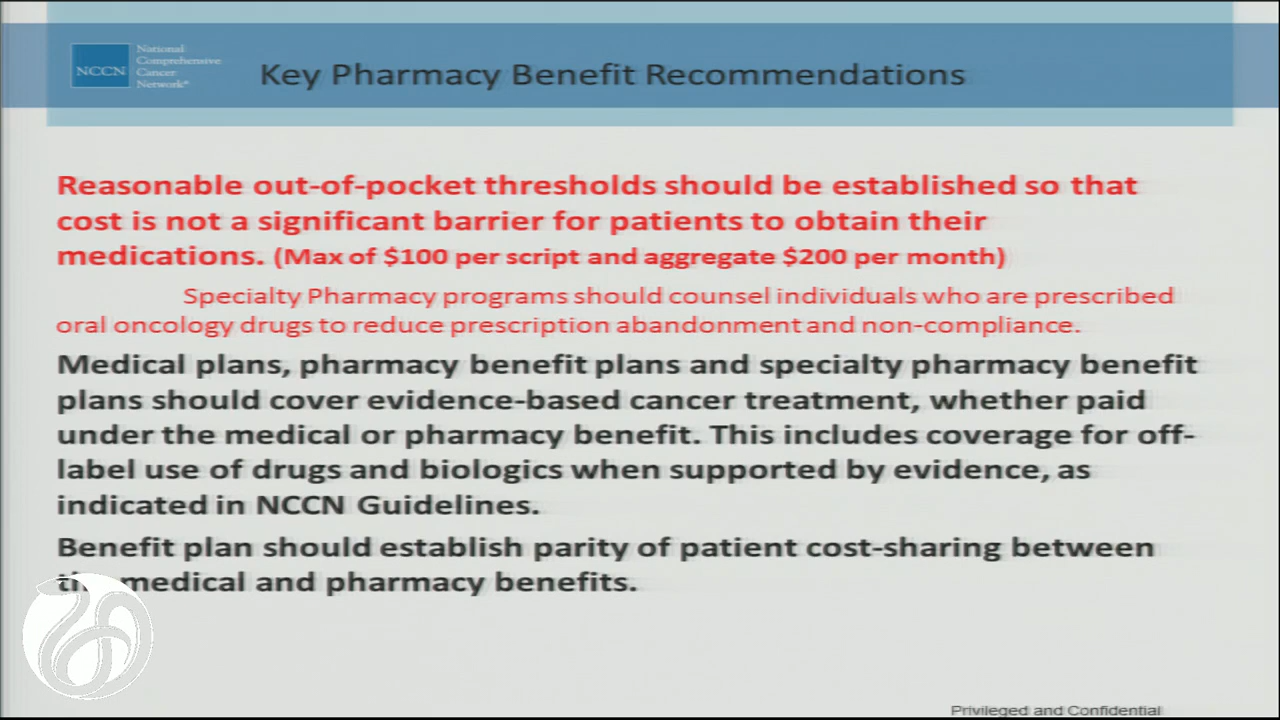 NCCN
National
Comprehensive
Cancer
Network®
Key Pharmacy Benefit Recommendations
Reasonable out-of-pocket thresholds should be established so that
cost is not a significant barrier for patients to obtain their
medications. (Max of $100 per script and aggregate $200 per month)
Specialty Pharmacy programs should counsel individuals who are prescribed
oral oncology drugs to reduce prescription abandonment and non-compliance.
Medical plans, pharmacy benefit plans and specialty pharmacy benefit
plans should cover evidence-based cancer treatment, whether paid
under the medical or pharmacy benefit. This includes coverage for off-
label use of drugs and biologics when supported by evidence, as
indicated in NCCN Guidelines.
Benefit plan should establish parity of patient cost-sharing between
medical and pharmacy benefits.
Privileged and Confidential